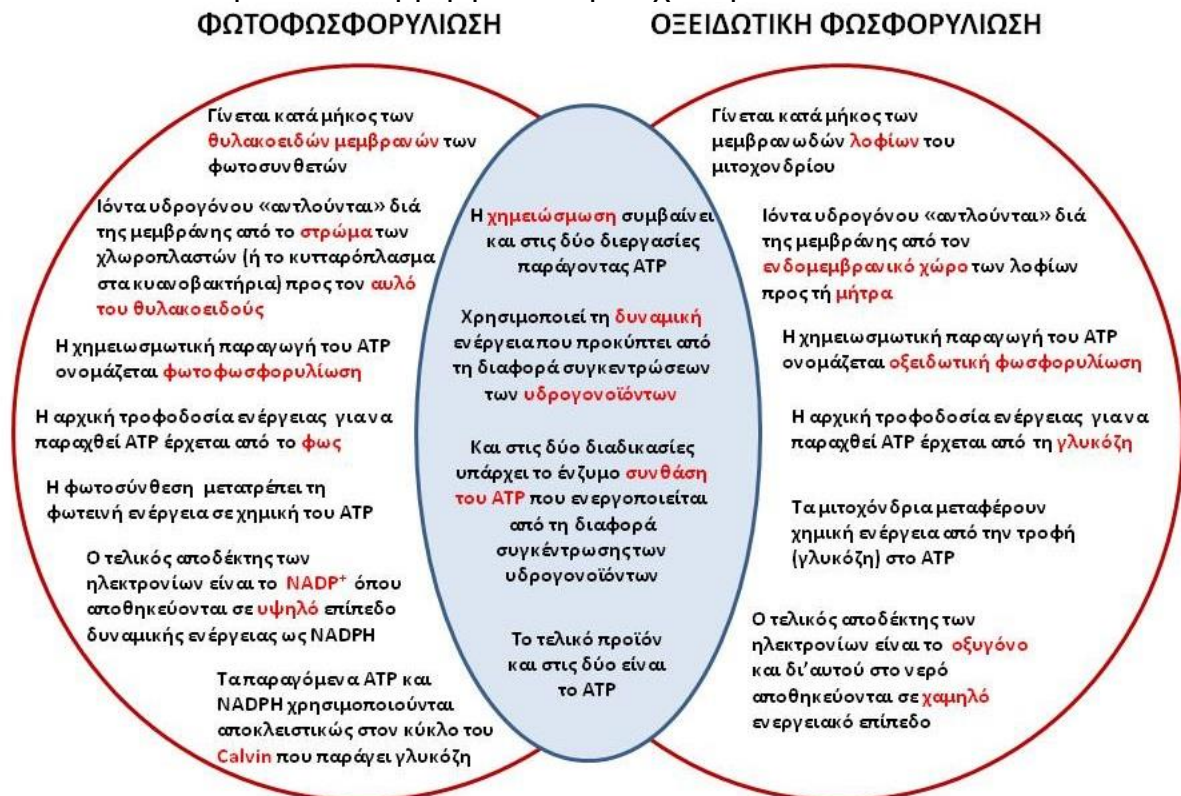 ΦΩΤΟΦΩΣΦΟΡΥΛΙΩΣΗ
Γίνεται κατά μήκος των
θυλακοειδών μεμβρανών των
φωτοσυνθετών
Ιόντα υδρογόνου «αντλούνται» διά
της μεμβράνης από το στρώμα των
χλωροπλαστών (ή το κυτταρόπλασμα
στα κυανοβακτήρια) προς τον αυλό
του θυλακοειδούς
Η χημειωσμωτική παραγωγή του ATP
ονομάζεται φωτοφωσφορυλίωση
Η αρχική τροφοδοσία ενέργειας για να
παραχθεί ATP έρχεται από το φως
Η φωτοσύνθεση μετατρέπει τη
φωτεινή ενέργεια σε χημική του ATP
Ο τελικός αποδέκτης των
ηλεκτρονίων είναι το NADP⁺ όπου
αποθηκεύονται σε υψηλό επίπεδο
δυναμικής ενέργειας ως NADPH
Τα παραγόμενα ATP και
NADPH χρησιμοποιούνται
αποκλειστικώς στον κύκλο του
Calvin που παράγει γλυκόζη
Η χημειώσμωση συμβαίνει
και στις δύο διεργασίες
παράγοντας ATP
Χρησιμοποιεί τη δυναμική
ενέργεια που προκύπτει από
τη διαφορά συγκεντρώσεων
των υδρογονοϊόντων
Και στις δύο διαδικασίες
υπάρχει το ένζυμο συνθάση
του ATP που ενεργοποιείται
από τη διαφορά
συγκέντρωσης των
υδρογονοϊόντων
Το τελικό προϊόν
και στις δύο είναι
το ATP
ΟΞΕΙΔΩΤΙΚΗ ΦΩΣΦΟΡΥΛΙΩΣΗ
Γίνεται κατά μήκος των
μεμβρανωδών λοφίων του
μιτοχονδρίου
Ιόντα υδρογόνου «αντλούνται» διά
της μεμβράνης από τον
ενδομεμβρανικό χώρο των λοφίων
προς τή μήτρα
Η χημειωσμωτική παραγωγή του ATP
ονομάζεται οξειδωτική φωσφορυλίωση
Η αρχική τροφοδοσία ενέργειας για να
παραχθεί ATP έρχεται από τη γλυκόζη
Τα μιτοχόνδρια μεταφέρουν
χημική ενέργεια από την τροφή
(γλυκόζη) στο ATP
Ο τελικός αποδέκτης των
ηλεκτρονίων είναι το οξυγόνο
και δι'αυτού στο νερό
αποθηκεύονται σε χαμηλό
ενεργειακό επίπεδο